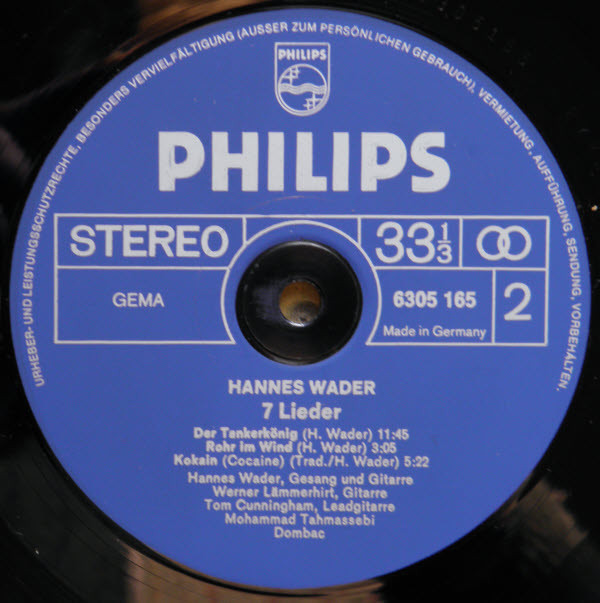 URHEBER- UND LEISTUNGSSCHUTZRECHTE, BESONDERS VERVIELFÄLTIGUNG (AUSSER ZUM PERSÖNLICHEN GEBRAUCH), VERMIETUNG, AUFFÜHRUNG, SENDUNG, VORBEHALTEN.
PHILIPS
PHILIPS
STEREO
33⅓
GEMA
6305 165
2
Made in Germany
HANNES WADER
7 Lieder
Der Tankerkönig (H. Wader) 11:45
Rohr im Wind (H. Wader) 3:05
Kokain (Cocaine) (Trad./H. Wader) 5:22
Hannes Wader, Gesang und Gitarre
Werner Lämmerhirt, Gitarre
Tom Cunningham, Leadgitarre
Mohammad Tahmassebi
Dombac